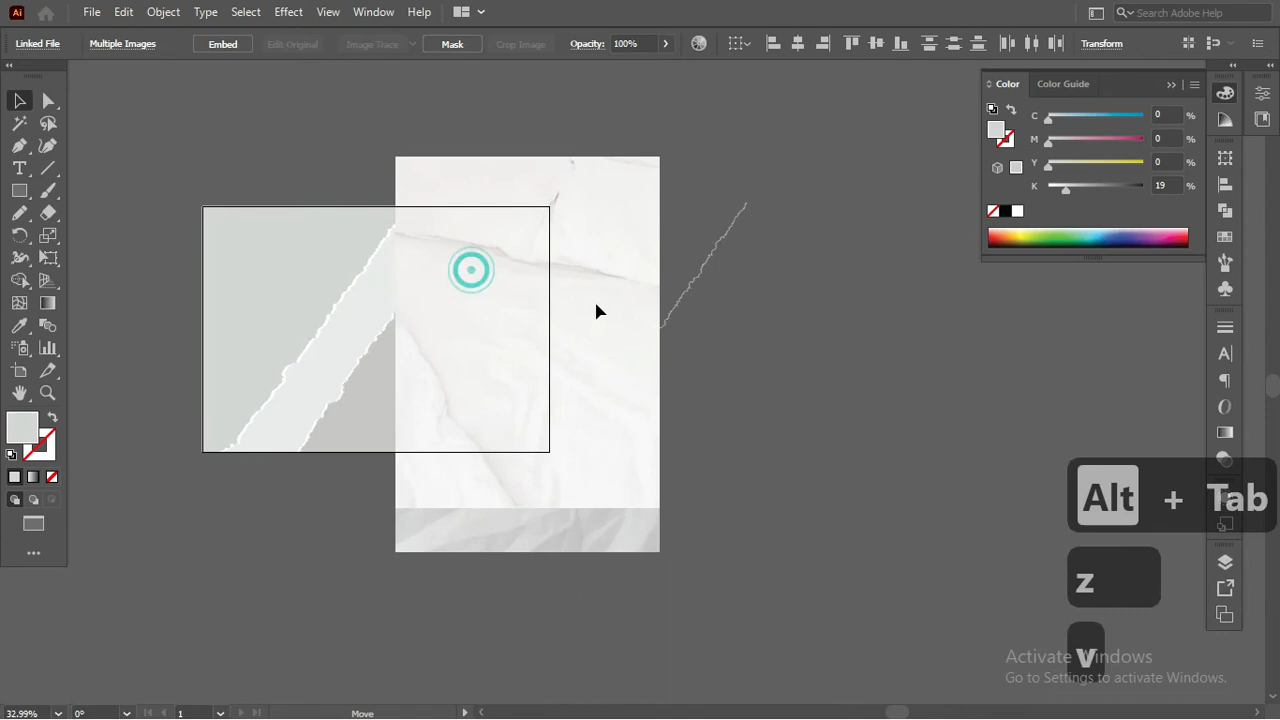 Ai File Edit Object Type Select Effect View Window Help Search Adobe Help
Linked File Multiple Images Embed Edit Original Image Trace Mask Crop Image Opacity: 100% Transform
Color Color Guide
C 0 %
M 0 %
Y 0 %
K 19 %
Alt + Tab
z
v
Activate Windows
Go to Settings to activate Windows.
32.99% 0° 1 Move